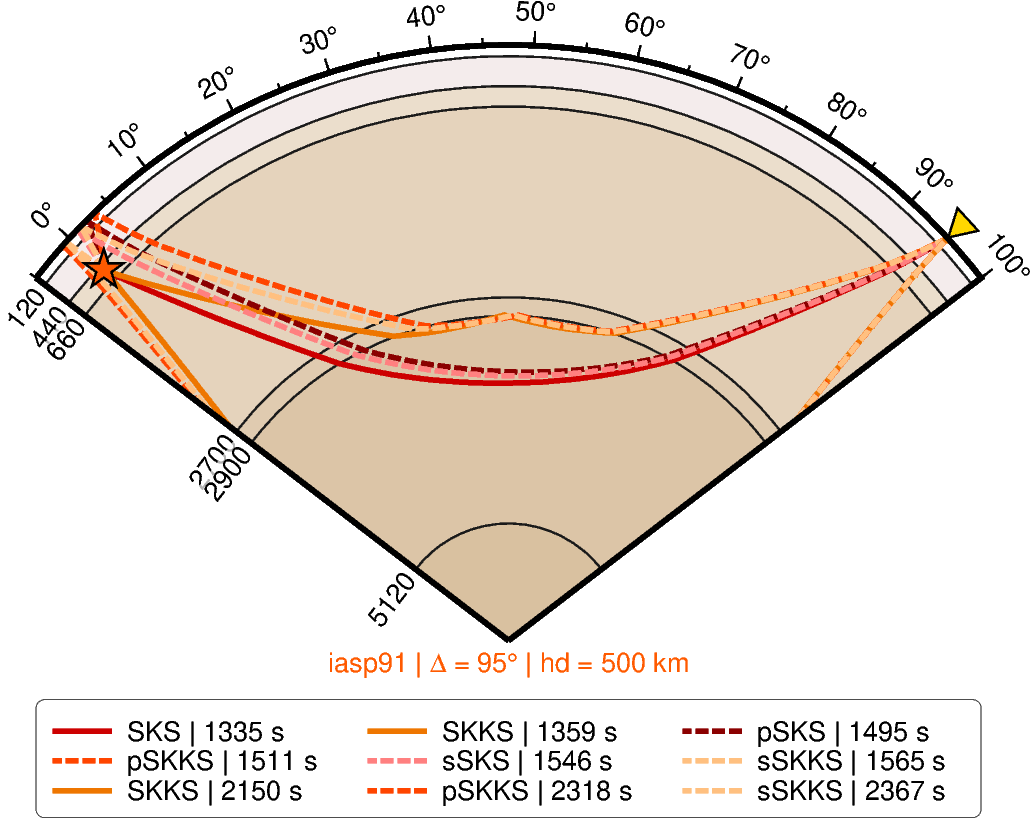 0° 10° 20° 30° 40° 50° 60° 70° 80° 90° 100°
120
440
660
2700
2900
5120
iasp91 | Δ = 95° | hd = 500 km
SKS | 1335 s SKKS | 1359 s pSKS | 1495 s
pSKKS | 1511 s sSKS | 1546 s sSKKS | 1565 s
SKKS | 2150 s pSKKS | 2318 s sSKKS | 2367 s